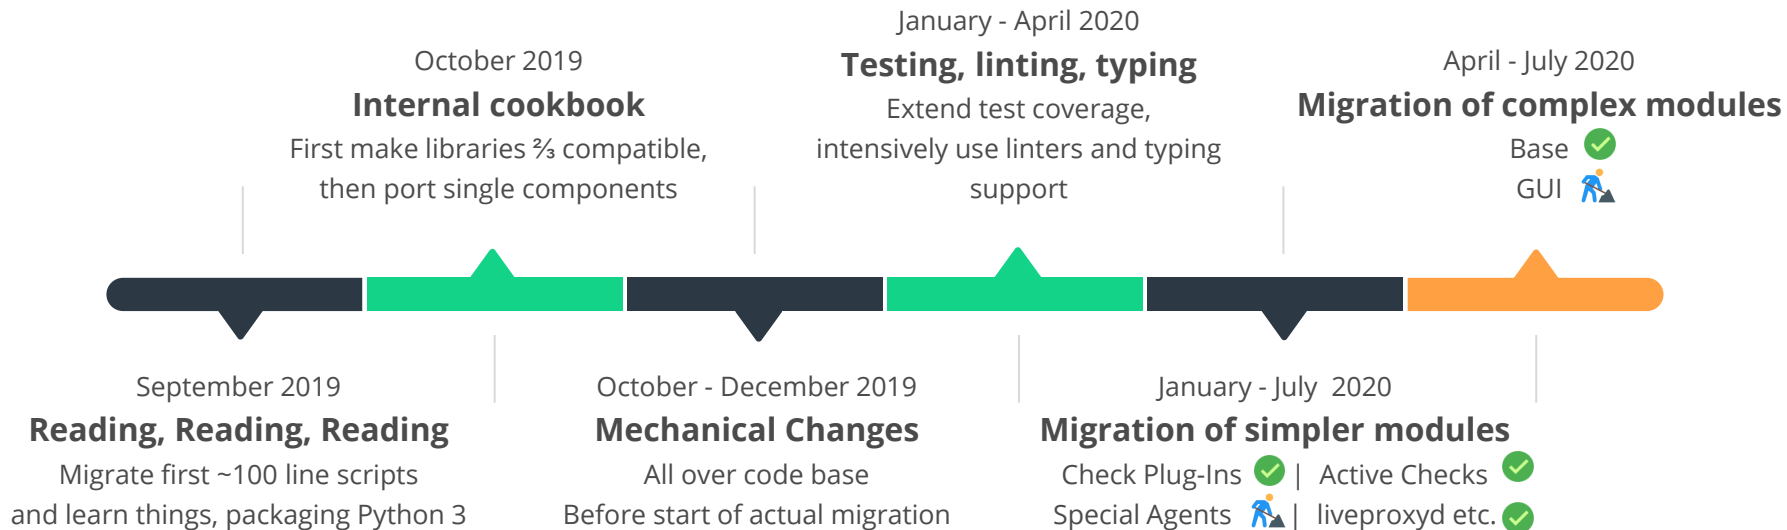 January - April 2020
Testing, linting, typing
Extend test coverage,
intensively use linters and typing
support
October 2019
Internal cookbook
First make libraries ⅔ compatible,
then port single components
April - July 2020
Migration of complex modules
Base
GUI
September 2019
Reading, Reading, Reading
Migrate first ~100 line scripts
and learn things, packaging Python 3
October - December 2019
Mechanical Changes
All over code base
Before start of actual migration
January - July 2020
Migration of simpler modules
Check Plug-Ins | Active Checks
Special Agents | liveproxyd etc.